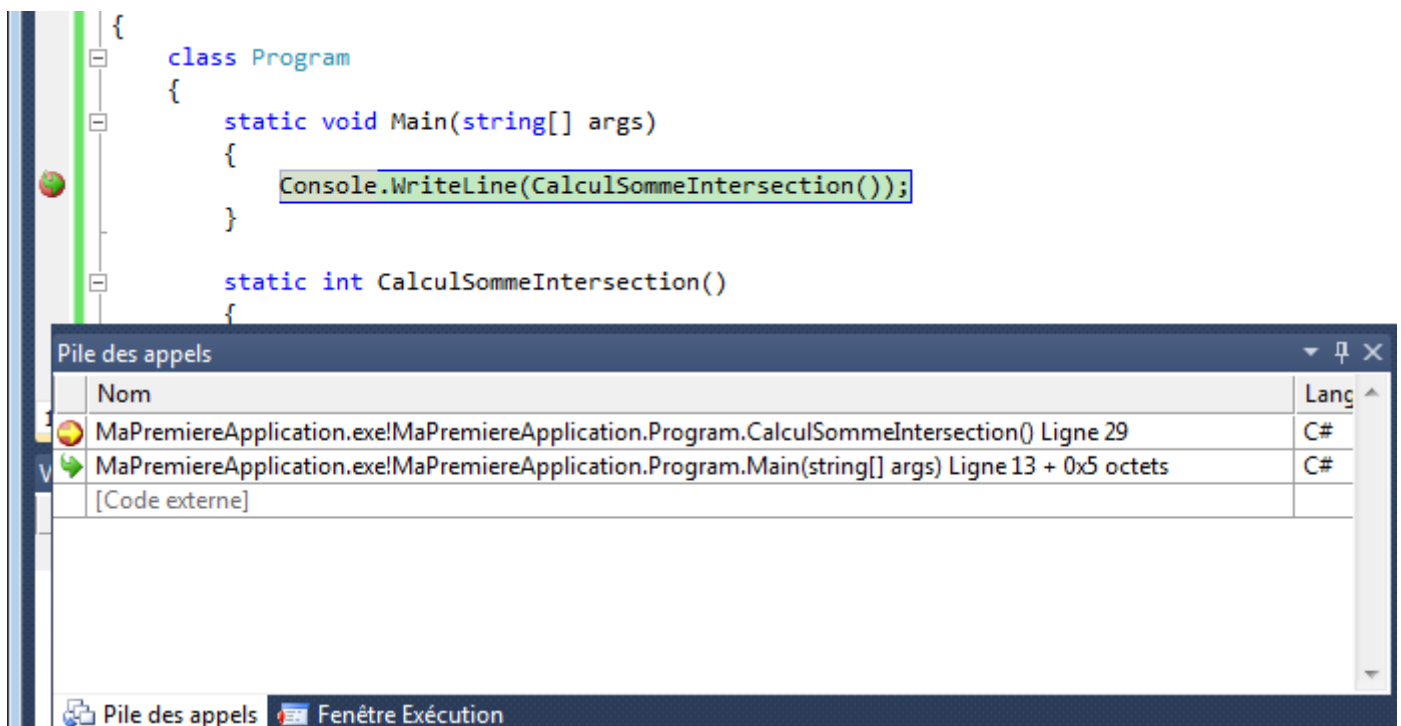 {
class Program
{
static void Main(string[] args)
{
Console.WriteLine(CalculSommeIntersection());
}
static int CalculSommeIntersection()
{
Pile des appels
Nom Lang
MaPremiereApplication.exe!MaPremiereApplication.Program.CalculSommeIntersection() Ligne 29 C#
MaPremiereApplication.exe!MaPremiereApplication.Program.Main(string[] args) Ligne 13 + 0x5 octets C#
[Code externe]
Pile des appels Fenêtre Exécution